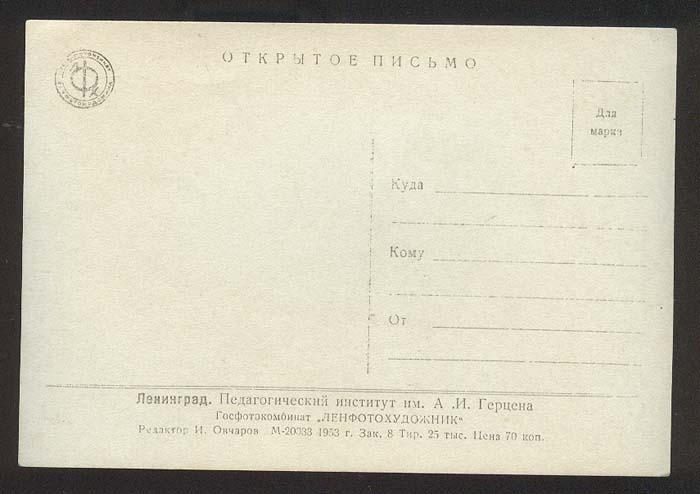 ОТКРЫТОЕ ПИСЬМО
Для
марки
Куда
Кому
От
Ленинград. Педагогический институт им. А .И. Герцена
Госфотокомбинат „ЛЕНФОТОХУДОЖНИК“
Редактор И. Овчаров М-20333 1953 г. Зак. 8 Тир. 25 тыс. Цена 70 коп.